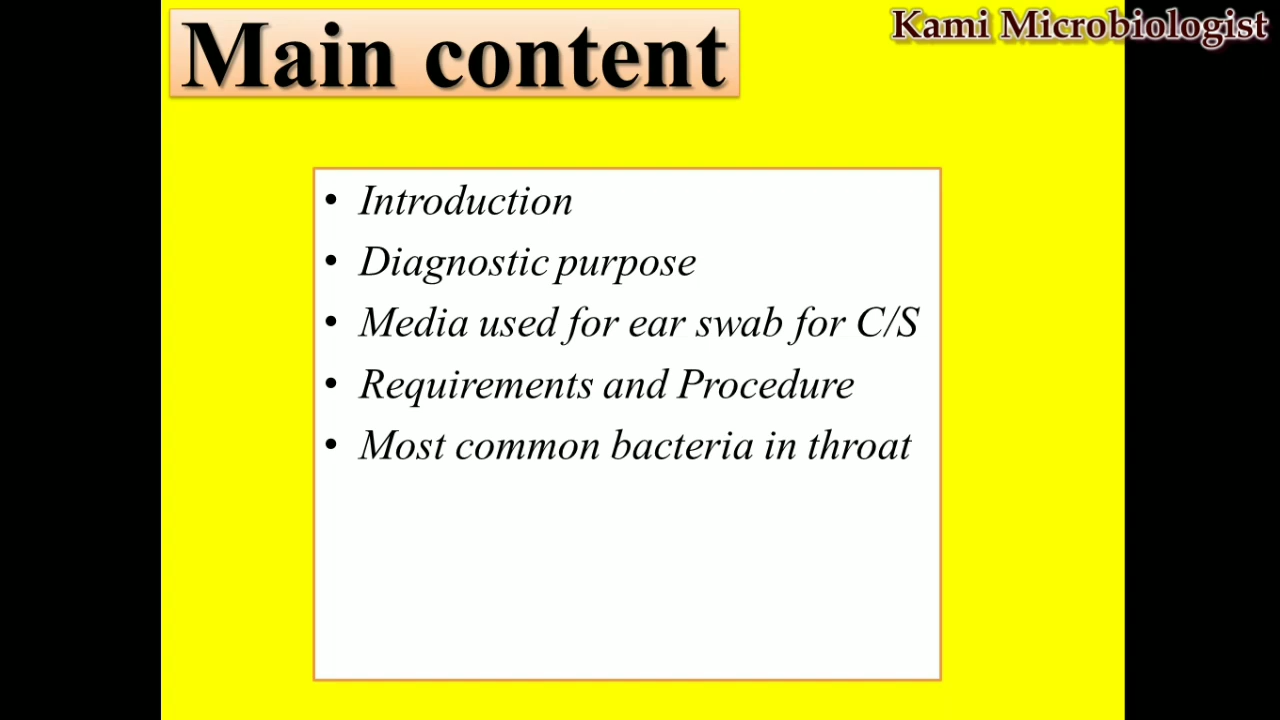 Main content
Kami Microbiologist
• Introduction
• Diagnostic purpose
• Media used for ear swab for C/S
• Requirements and Procedure
• Most common bacteria in throat